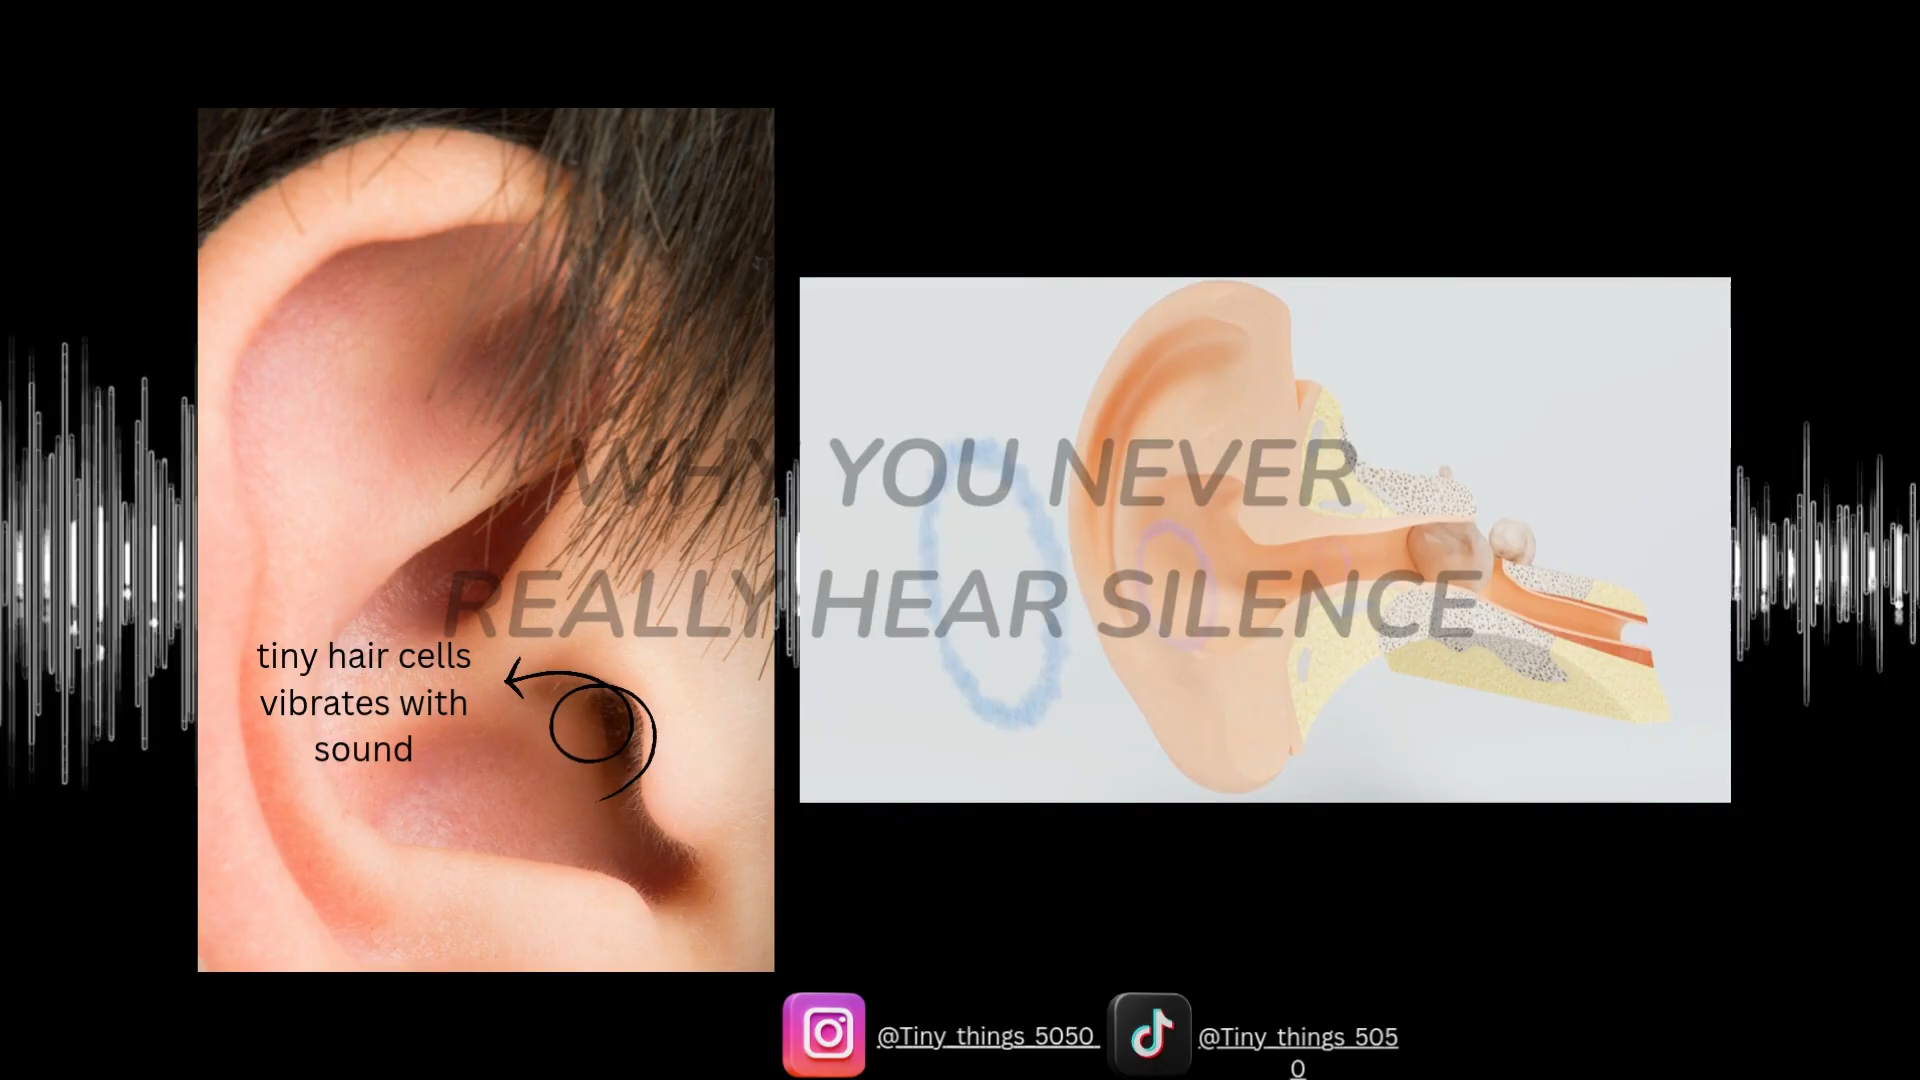 WHY YOU NEVER
REALLY HEAR SILENCE
tiny hair cells
vibrates with
sound
@Tiny_things_5050
@Tiny_things_505
0